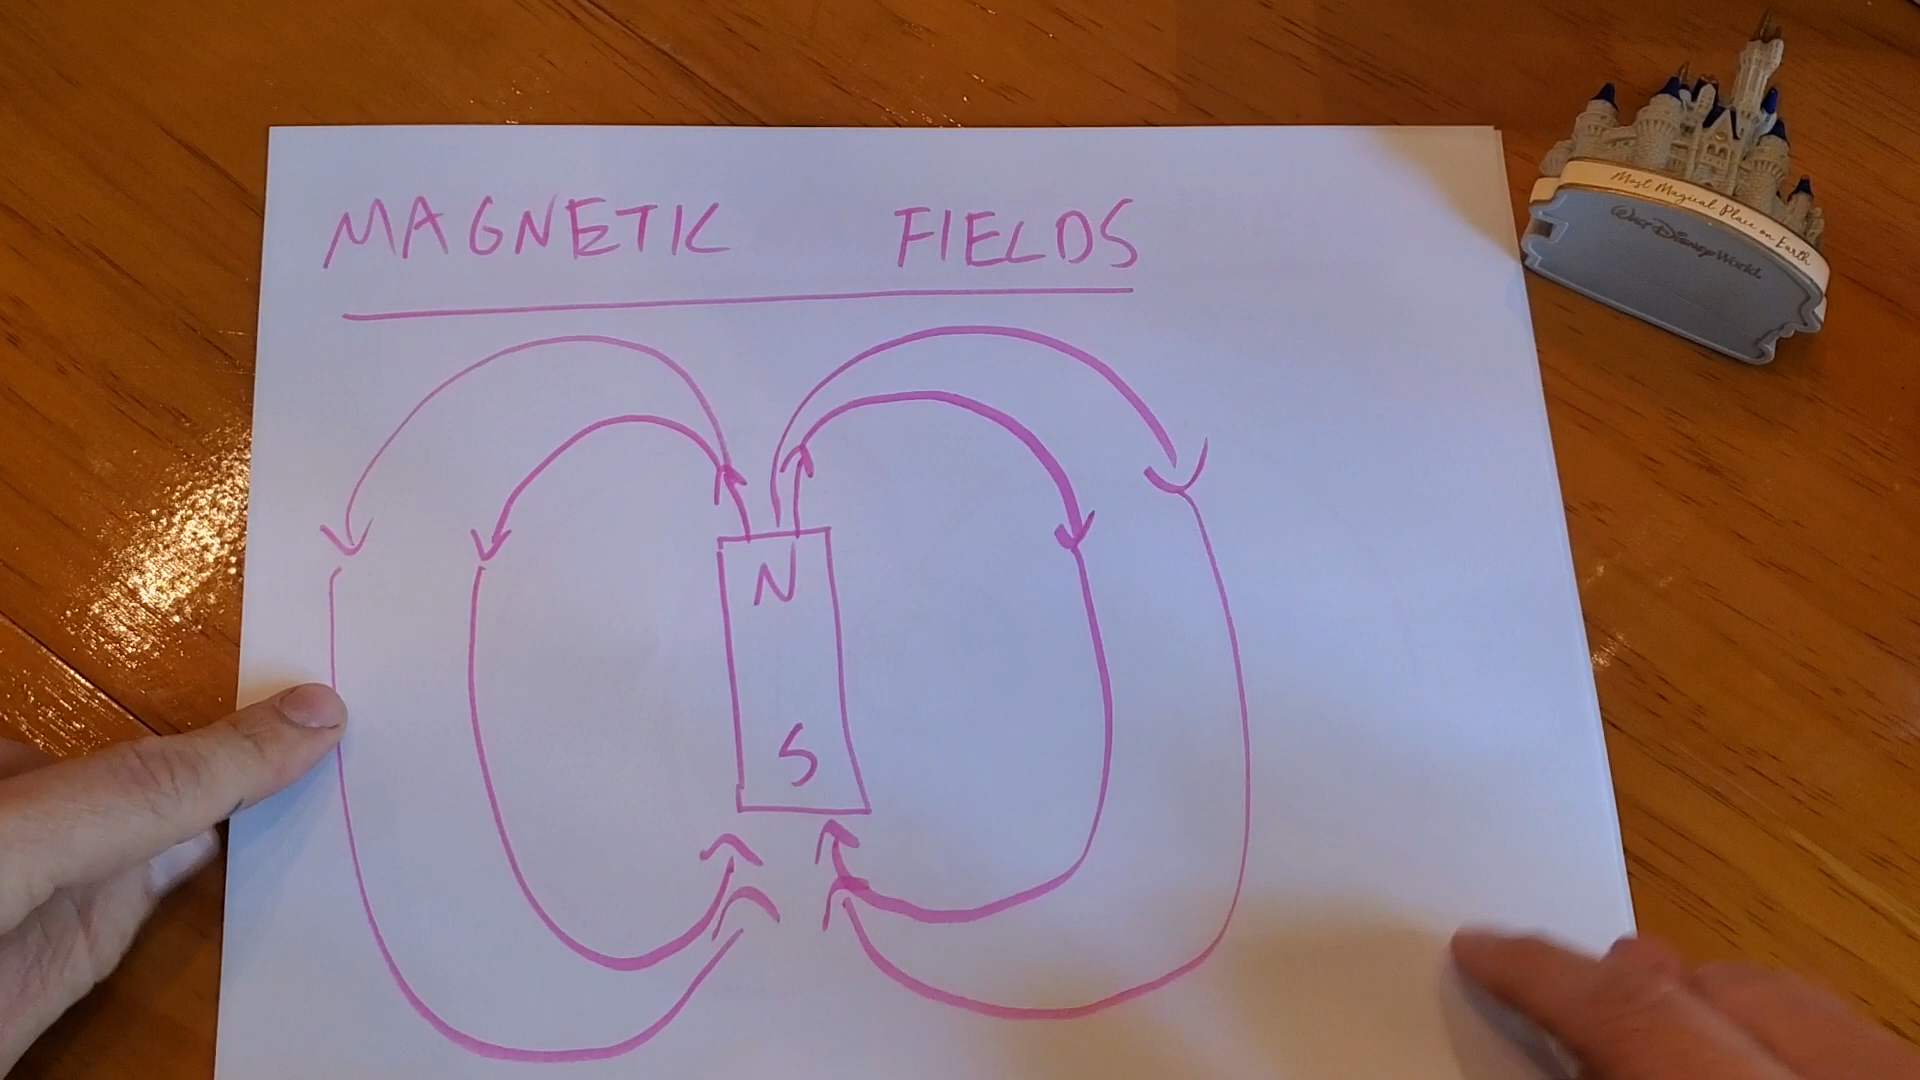 MAGNETIC FIELDS
N
S
Most Magical Place on Earth
Walt Disney World.